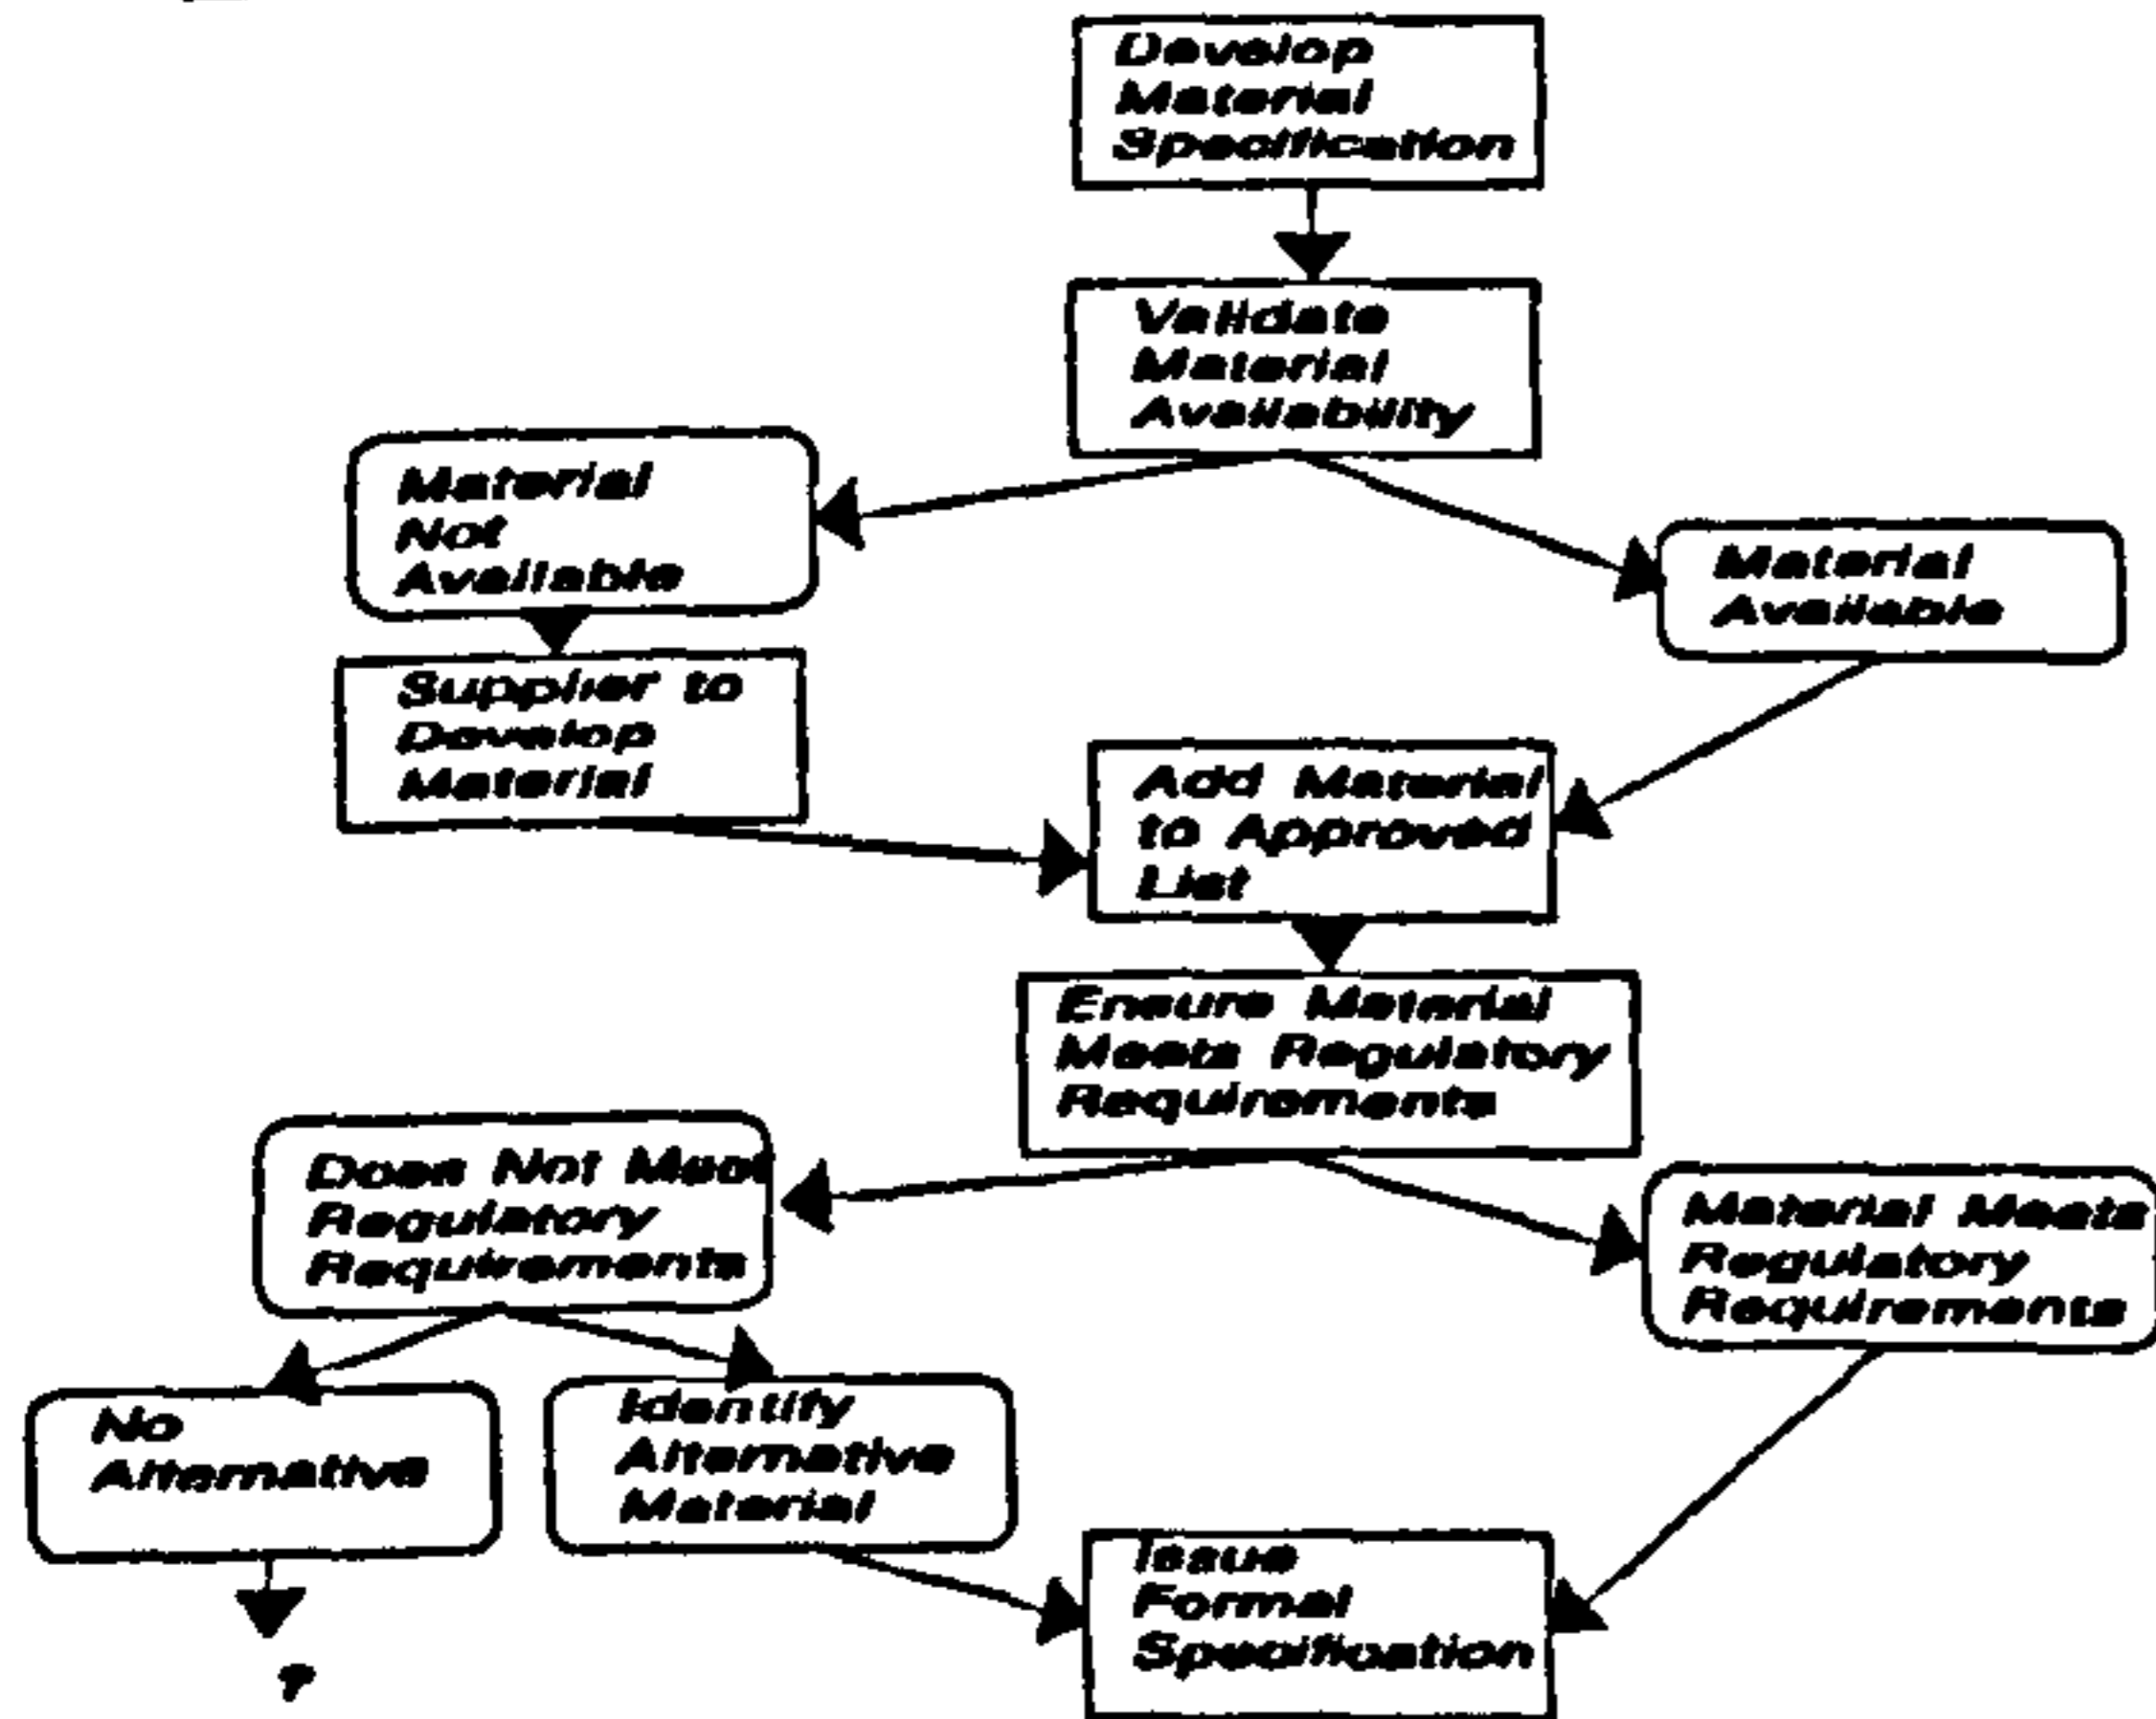 Develop
Material
Specification
Validate
Material
Availability
Material
Not
Available
Material
Available
Supplier to
Develop
Material
Add Material
to Approved
List
Ensure Material
Meets Regulatory
Requirements
Does Not Meet
Regulatory
Requirements
Material Meets
Regulatory
Requirements
No
Alternative
Identify
Alternative
Material
Issue
Formal
Specification